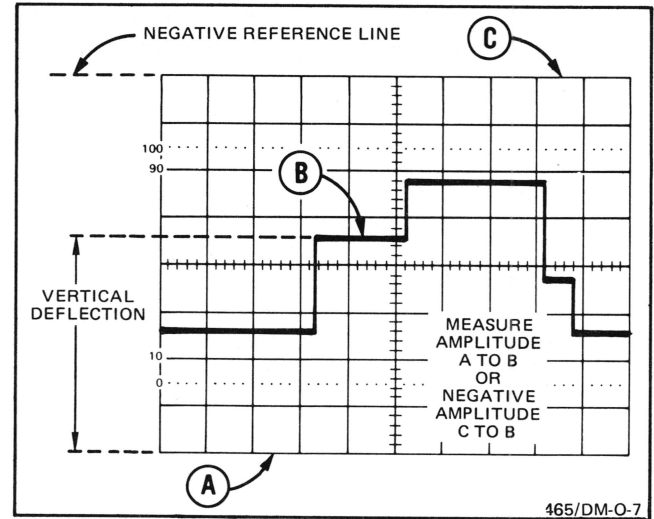 NEGATIVE REFERENCE LINE
C
100
90
B
VERTICAL
DEFLECTION
MEASURE
AMPLITUDE
A TO B
OR
NEGATIVE
AMPLITUDE
C TO B
10
0
A
465/DM-O-7